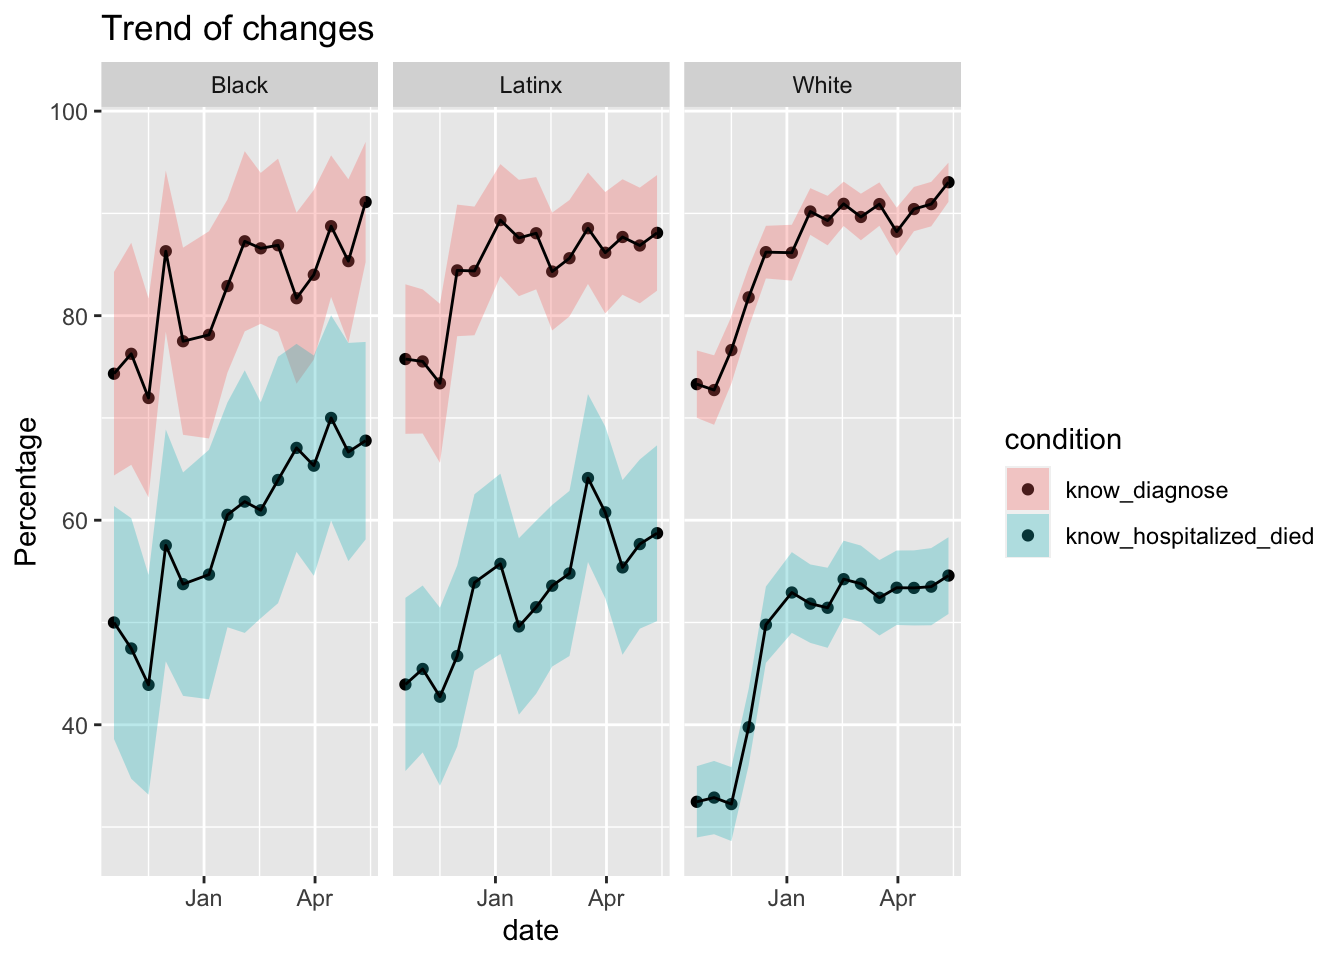 Trend of changes
Black Latinx White
100
80
60
40
Percentage
Jan Apr Jan Apr Jan Apr
date
condition
know_diagnose
know_hospitalized_died